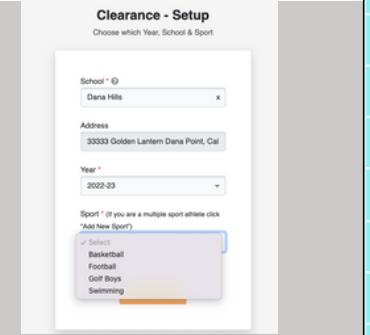 Clearance - Setup
Choose which Year, School & Sport
School *
Dana Hills x
Address
33333 Golden Lantern Dana Point, Cal
Year *
2022-23
Sport * (If you are a multiple sport athlete click
"Add New Sport")
✓ Select
Basketball
Football
Golf Boys
Swimming